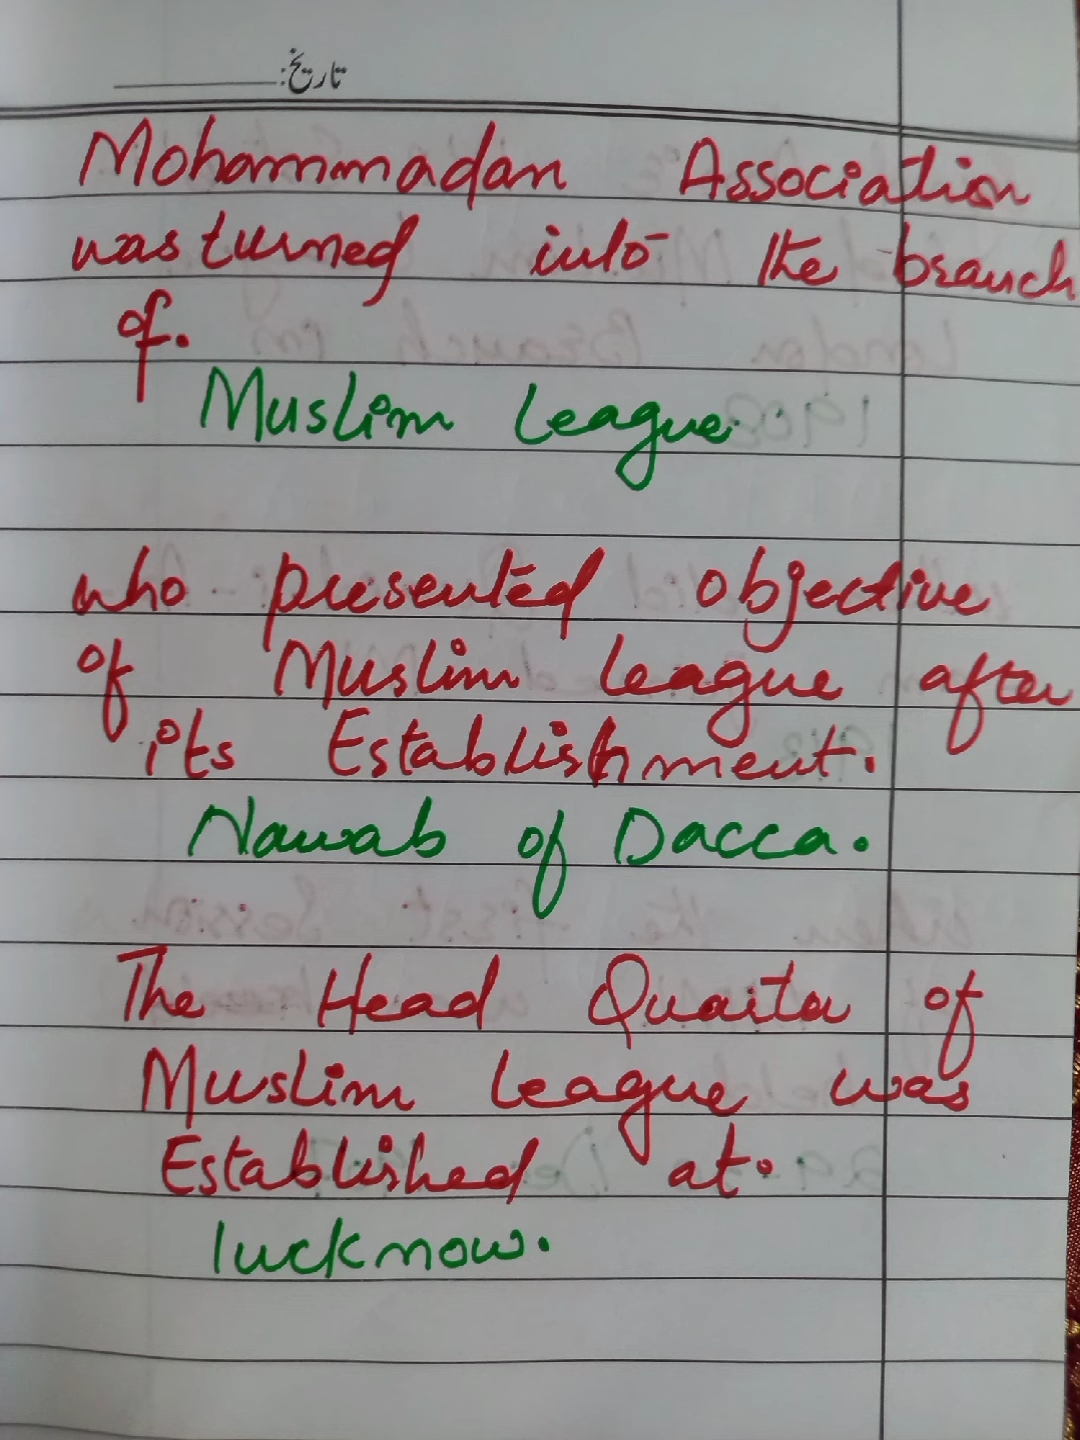 تاریخ:
Mohammadan Association
was turned into the branch
of.
Muslim League
who presented objective
of Muslim league after
its Establishment.
Nawab of Dacca.
The Head Quaita of
Muslim League was
Established at.
lucknow.